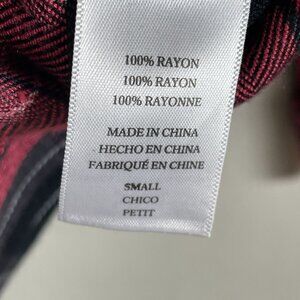 100% RAYON
100% RAYON
100% RAYONNE
MADE IN CHINA
HECHO EN CHINA
FABRIQUÉ EN CHINE
SMALL
CHICO
PETIT